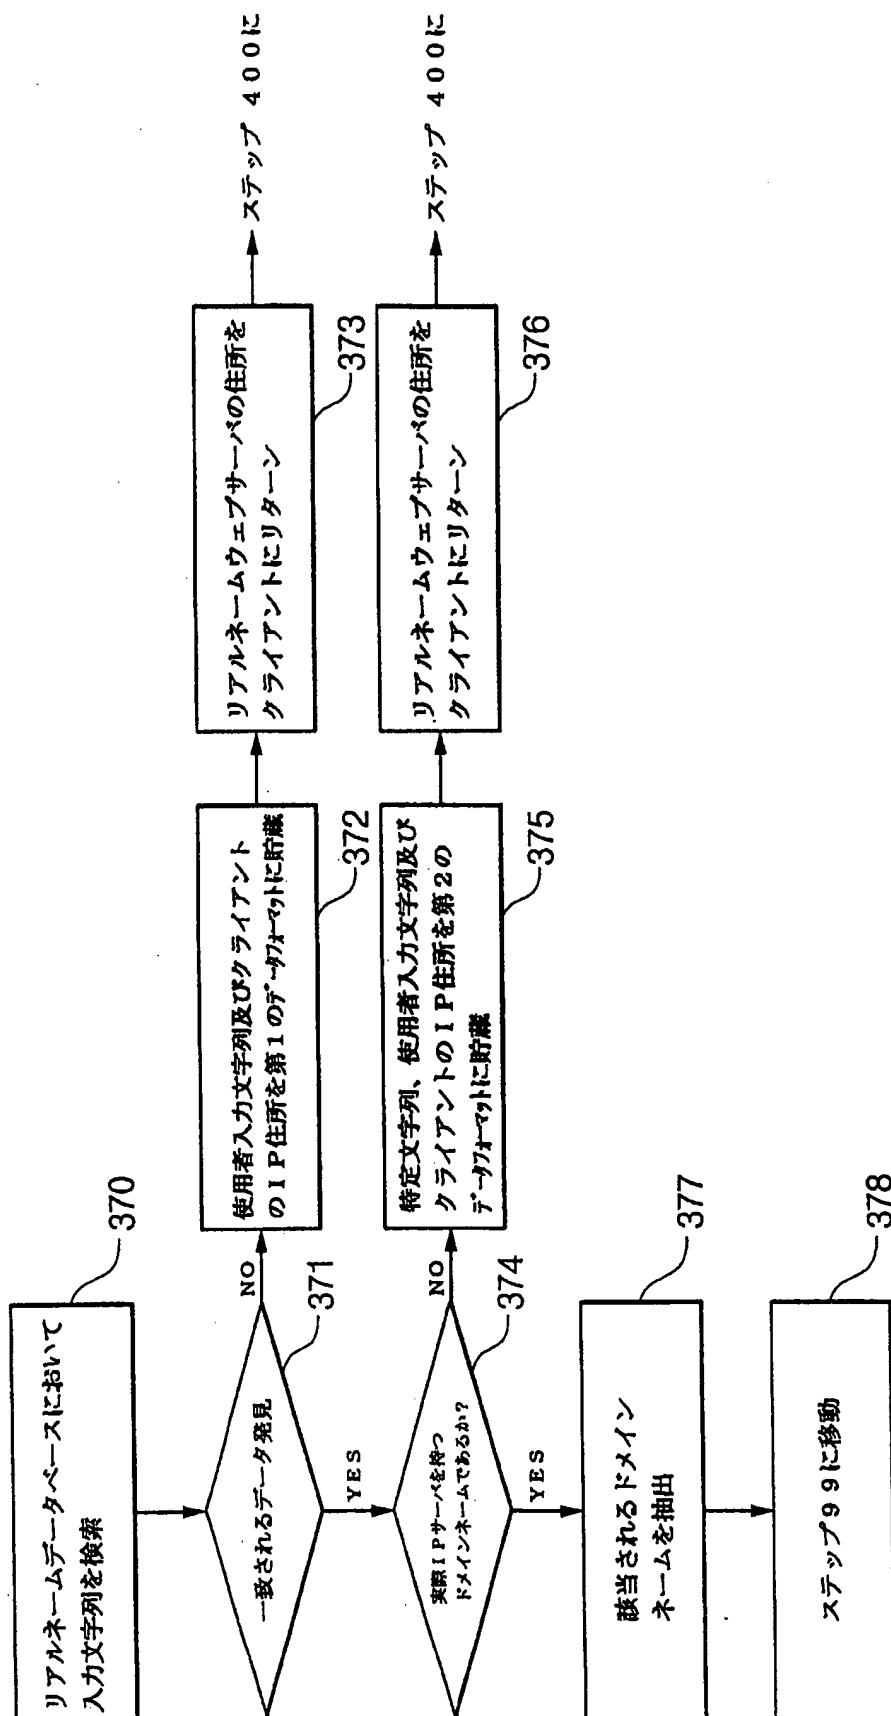 リアルネームデータベースにおいて
入力文字列を検索
370
一致されるデータ発見
371
NO
YES
使用者入力文字列及びクライアント
のIP住所を第1のデータフォーマットに貯蔵
372
リアルネームウェブサーバの住所を
クライアントにリターン
373
ステップ 400に
実際IPサーバを持つ
ドメインネームであるか?
374
NO
YES
特定文字列、使用者入力文字列及び
クライアントのIP住所を第2の
データフォーマットに貯蔵
375
リアルネームウェブサーバの住所を
クライアントにリターン
376
ステップ 400に
該当されるドメイン
ネームを抽出
377
ステップ99に移動
378